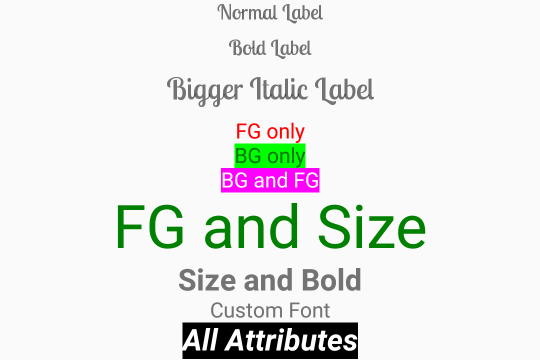 Normal Label
Bold Label
Bigger Italic Label
FG only
BG only
BG and FG
FG and Size
Size and Bold
Custom Font
All Attributes